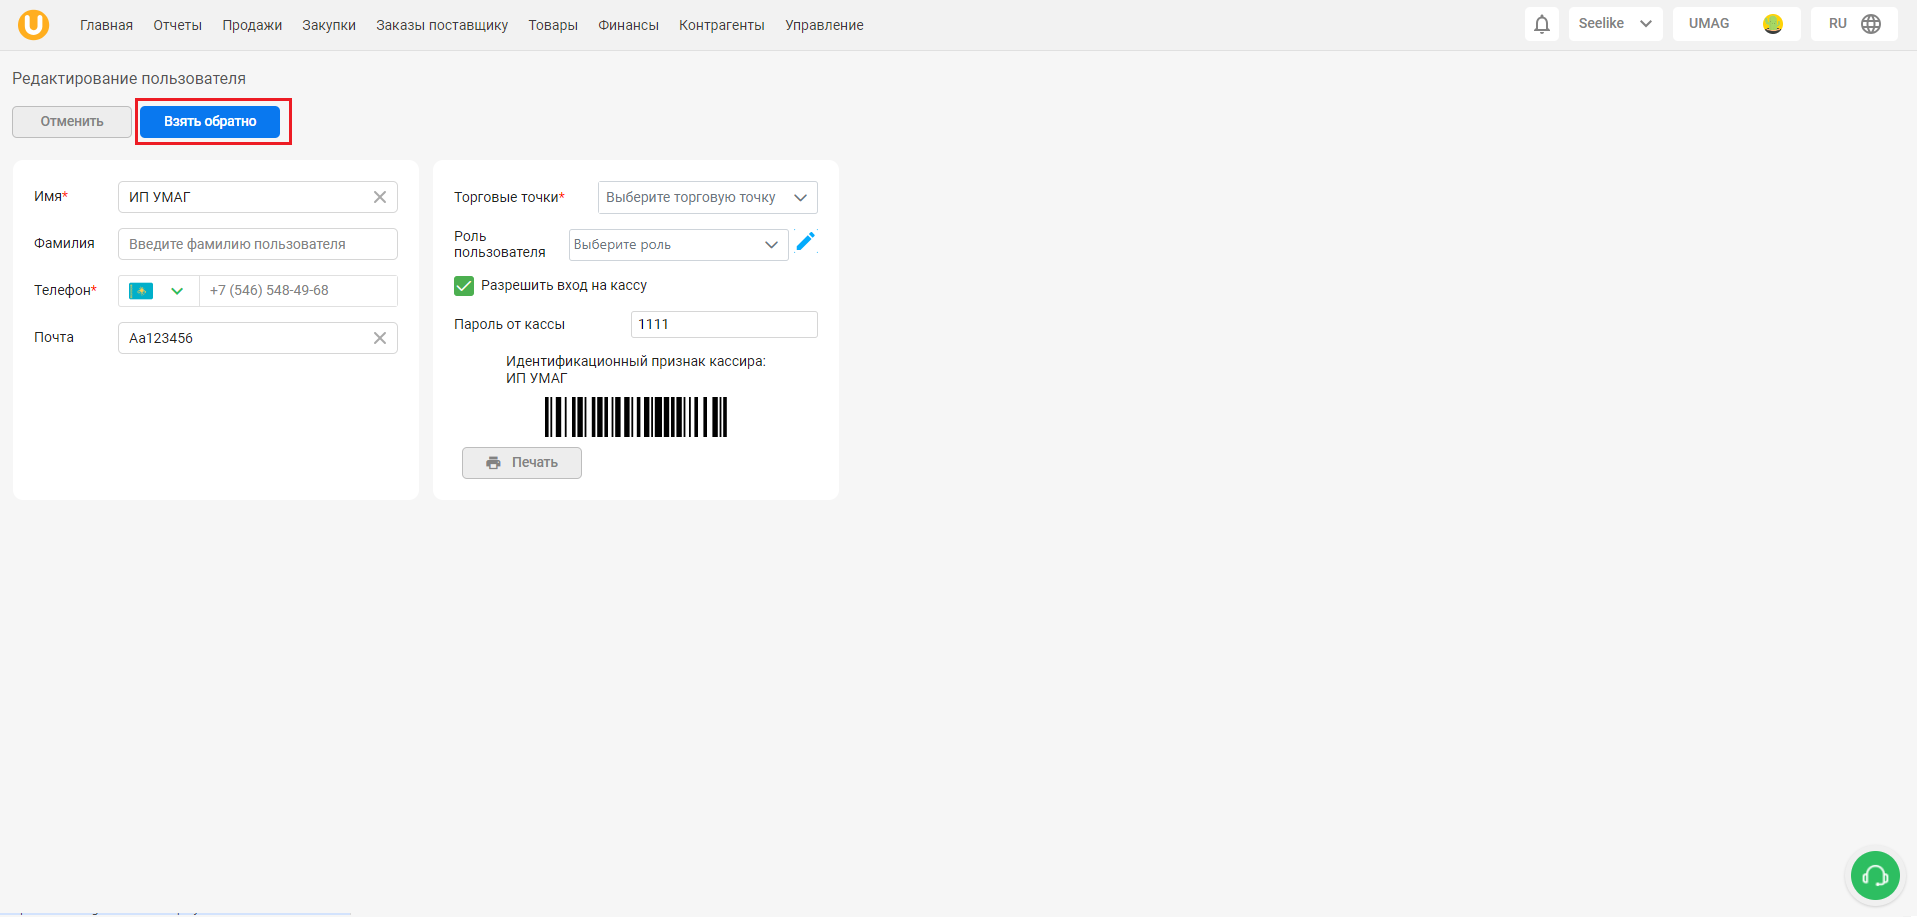 U Главная Отчеты Продажи Закупки Заказы поставщику Товары Финансы Контрагенты Управление Seelike UMAG RU
Редактирование пользователя
Отменить Взять обратно
Имя* ИП УМАГ
Фамилия Введите фамилию пользователя
Телефон* +7 (546) 548-49-68
Почта Aa123456
Торговые точки* Выберите торговую точку
Роль
пользователя Выберите роль
Разрешить вход на кассу
Пароль от кассы 1111
Идентификационный признак кассира:
ИП УМАГ
Печать